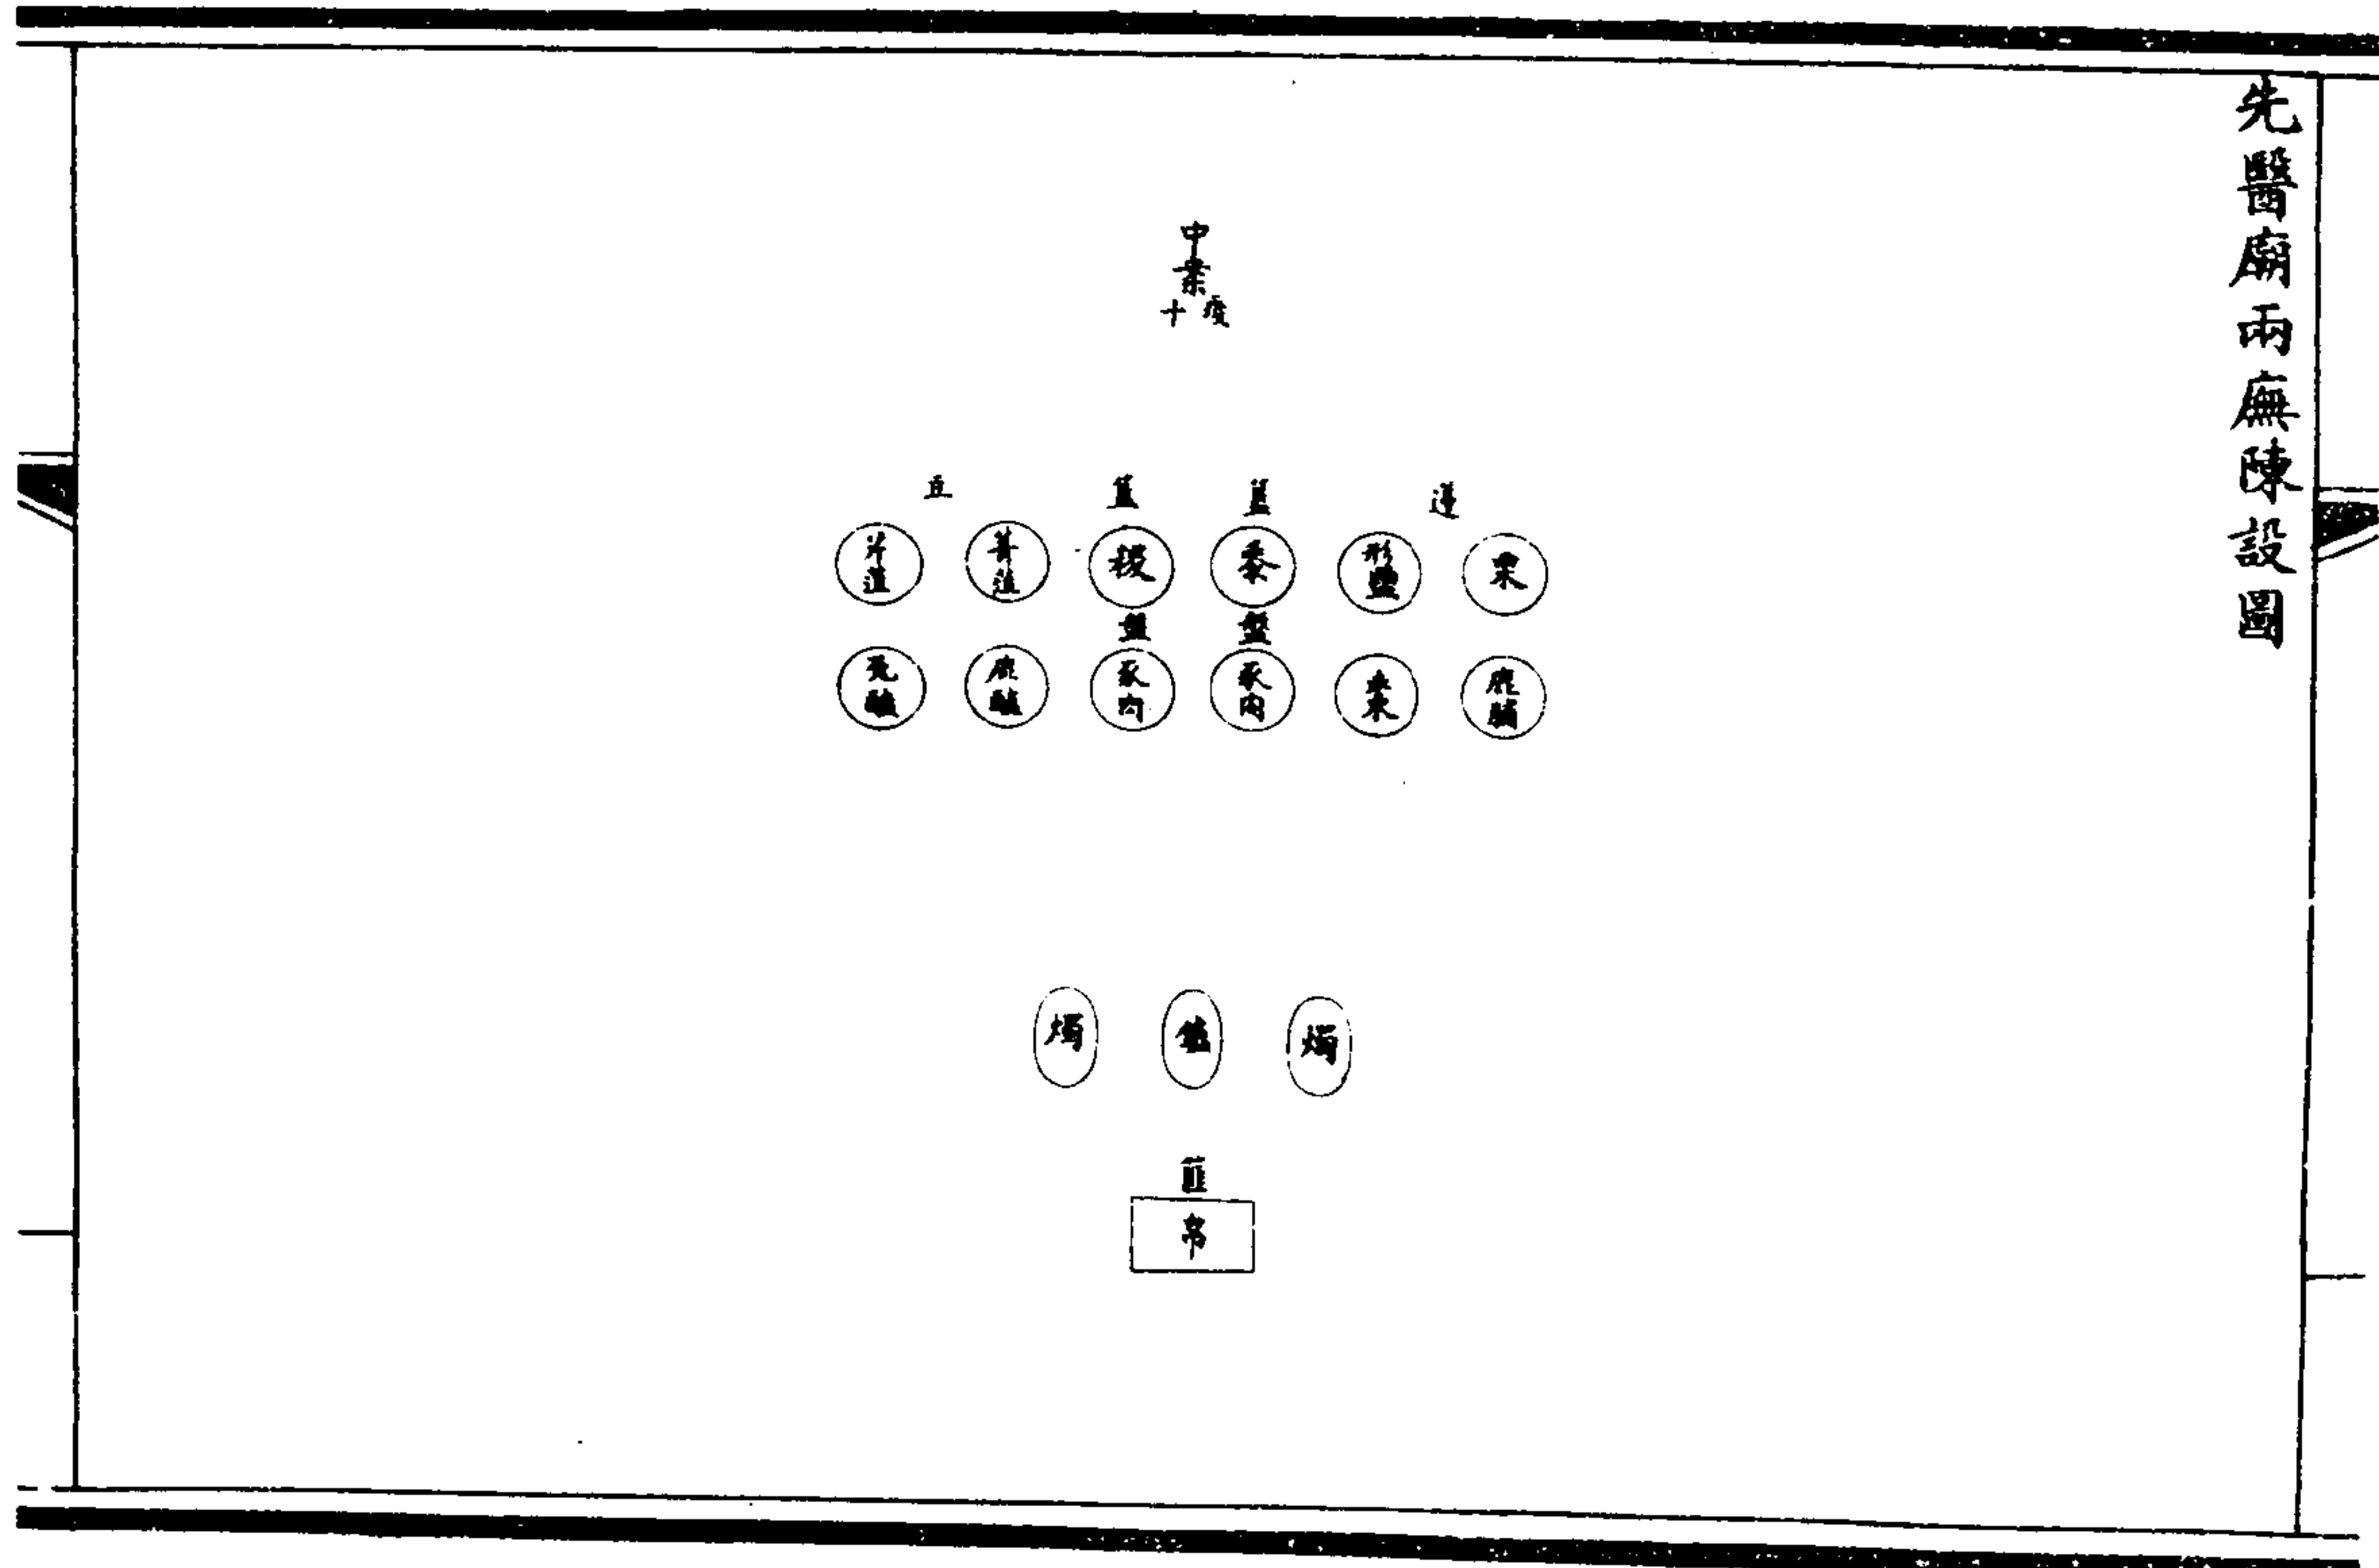 先醫廟兩廡陳設圖
中案
十
籩
簠
簋
豆
栗
形鹽
黍
稷
菁菹
芹菹
盤
盤
鹿脯
棗
豕肉
豕肉
鹿醢
兔醢
燭
爐
燭
篚
帛